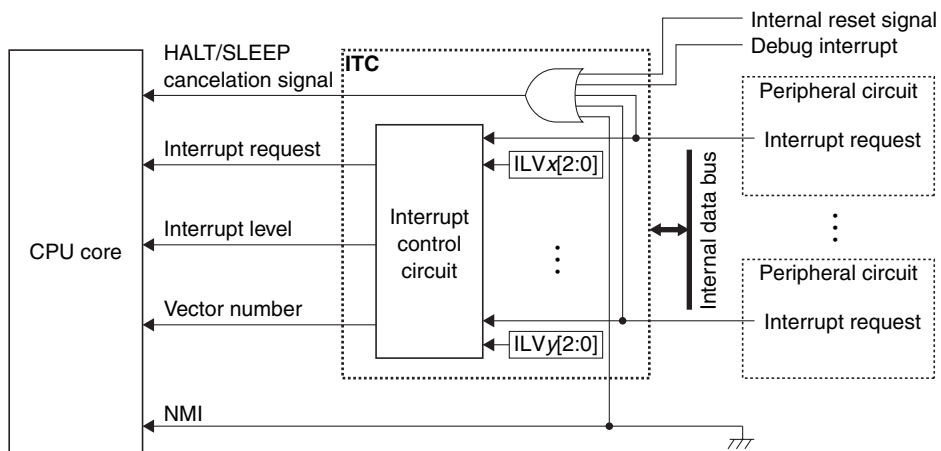 Internal reset signal
Debug interrupt
HALT/SLEEP
cancelation signal
ITC
Peripheral circuit
Interrupt request
Interrupt request
ILVx[2:0]
CPU core
Interrupt level
Interrupt
control
circuit
Internal data bus
Peripheral circuit
Vector number
Interrupt request
ILVy[2:0]
NMI